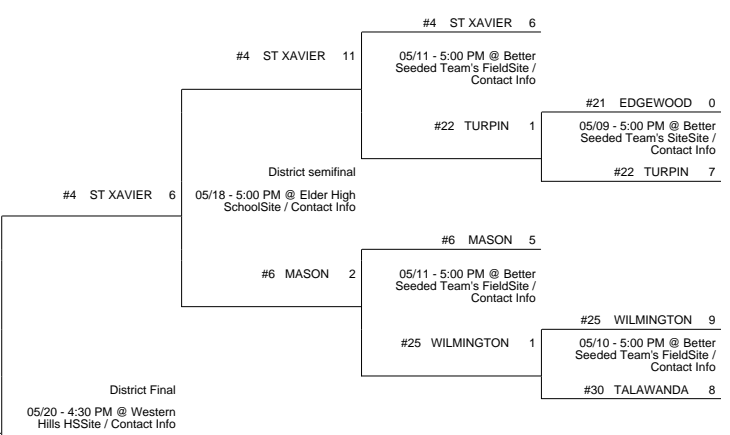 #4 ST XAVIER 6
#4 ST XAVIER 11
05/11 - 5:00 PM @ Better
Seeded Team's FieldSite /
Contact Info
#21 EDGEWOOD 0
#22 TURPIN 1
05/09 - 5:00 PM @ Better
Seeded Team's SiteSite /
Contact Info
District semifinal
#22 TURPIN 7
#4 ST XAVIER 6
05/18 - 5:00 PM @ Elder High
SchoolSite / Contact Info
#6 MASON 5
#6 MASON 2
05/11 - 5:00 PM @ Better
Seeded Team's FieldSite /
Contact Info
#25 WILMINGTON 9
#25 WILMINGTON 1
05/10 - 5:00 PM @ Better
Seeded Team's FieldSite /
Contact Info
District Final
#30 TALAWANDA 8
05/20 - 4:30 PM @ Western
Hills HSSite / Contact Info